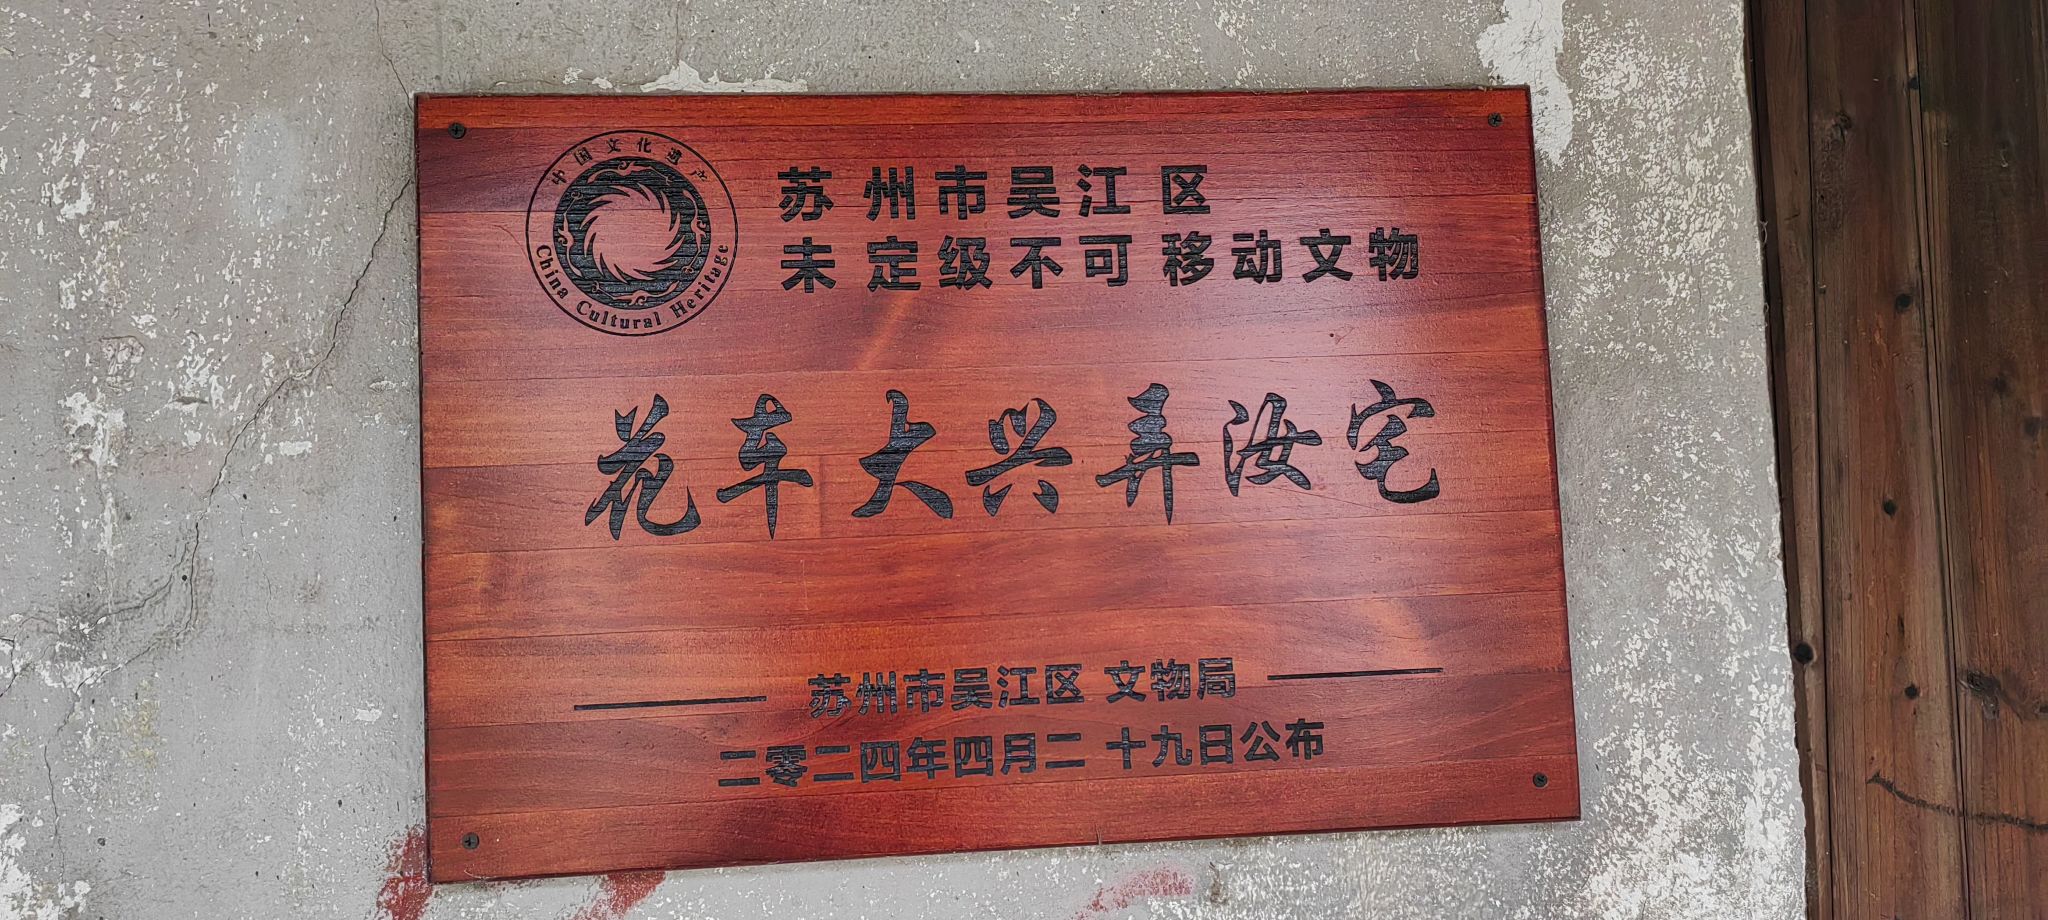 中国文化遗产
China Cultural Heritage
苏州市吴江区
未定级不可移动文物
花车大兴弄汝宅
苏州市吴江区 文物局
二零二四年四月二十九日公布